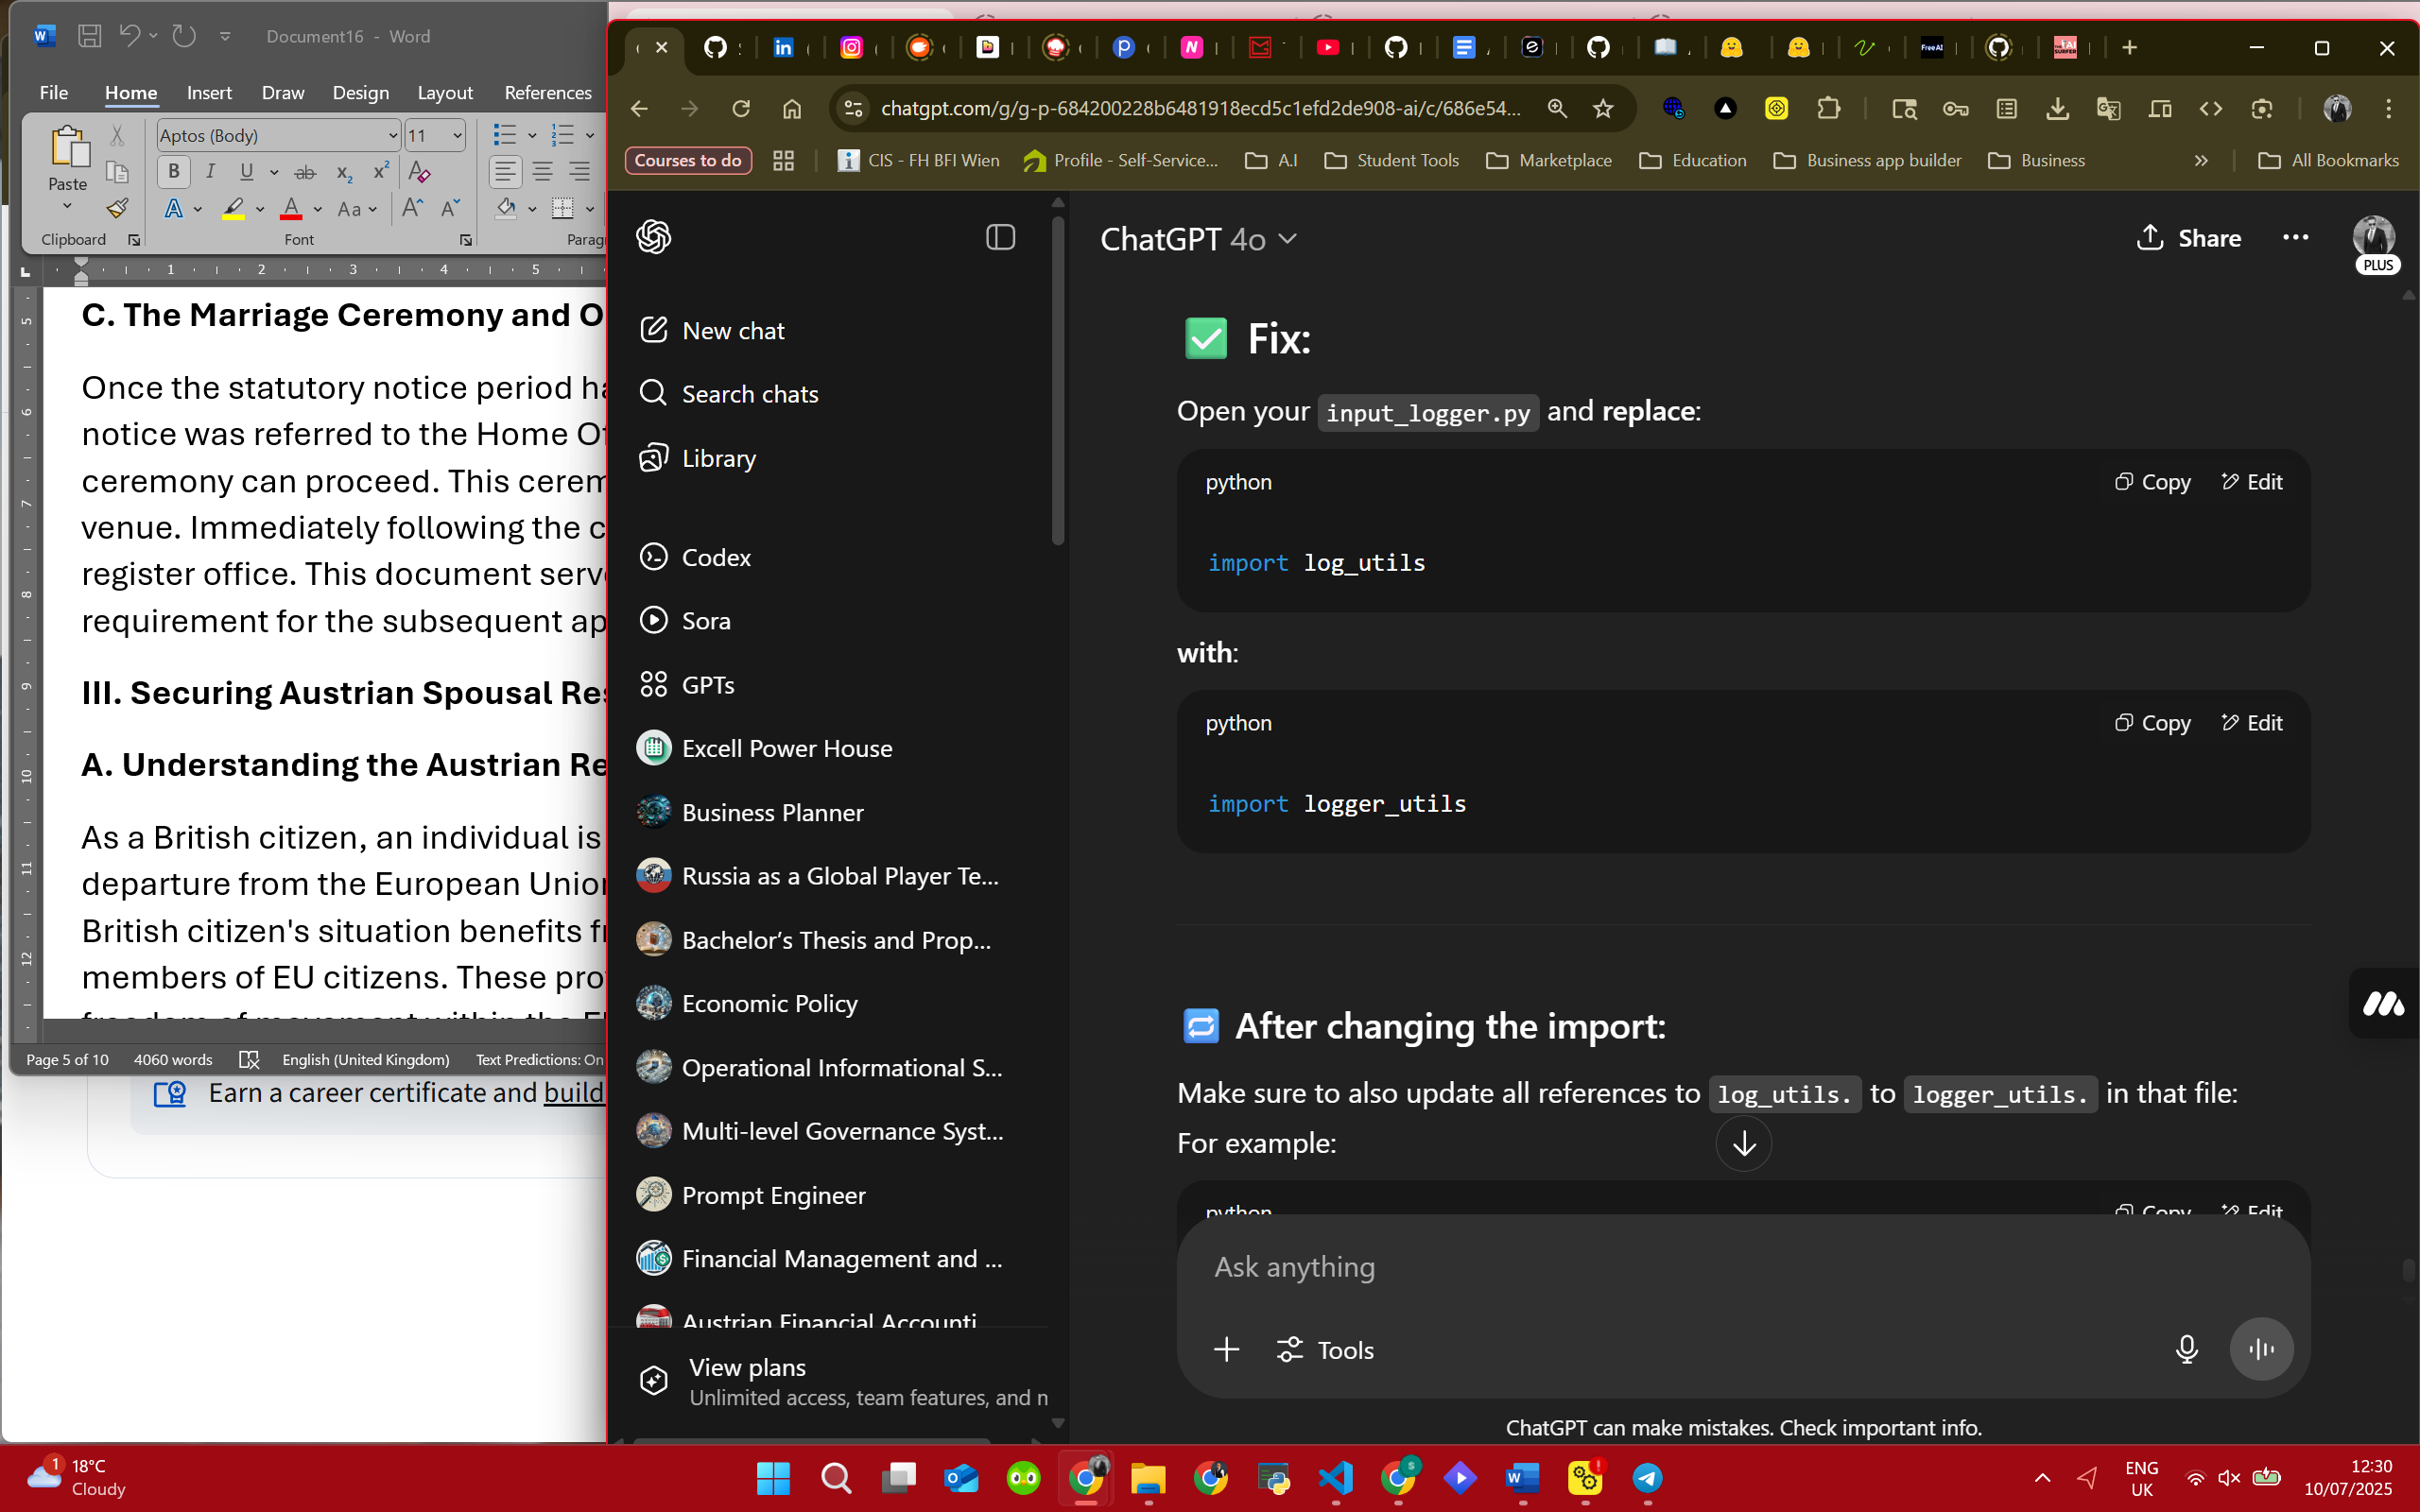 Document16 - Word
File Home Insert Draw Design Layout References
Paste
Aptos (Body) 11
Clipboard Font
C. The Marriage Ceremony and O
Once the statutory notice period
notice was referred to the Home
ceremony can proceed. This
venue. Immediately following the
register office. This document
requirement for the subsequent
III. Securing Austrian Spousal
A. Understanding the Austrian
As a British citizen, an individual is
departure from the European
British citizen's situation benefits
members of EU citizens. These
Page 5 of 10 4060 words English (United Kingdom) Text Predictions: On
Earn a career certificate and build
chatgpt.com/g/g-p-684200228b6481918ecd5c1efd2de908-ai/c/686e54...
Courses to do CIS - FH BFI Wien Profile - Self-Service... A.I Student Tools Marketplace Education Business app builder Business » All Bookmarks
New chat
Search chats
Library
Codex
Sora
GPTs
Excell Power House
Business Planner
Russia as a Global Player Te...
Bachelor's Thesis and Prop...
Economic Policy
Operational Informational S...
Multi-level Governance Syst...
Prompt Engineer
Financial Management and ...
Austrian Financial Accounti
View plans
Unlimited access, team features, and
ChatGPT 4o Share
PLUS
✅ Fix:
Open your input_logger.py and replace:
python Copy Edit
import log_utils
with:
python Copy Edit
import logger_utils
🔁 After changing the import:
Make sure to also update all references to log_utils. to logger_utils. in that file:
For example:
python Copy Edit
Ask anything
Tools
ChatGPT can make mistakes. Check important info.
1 18°C
Cloudy
ENG
UK
12:30
10/07/2025